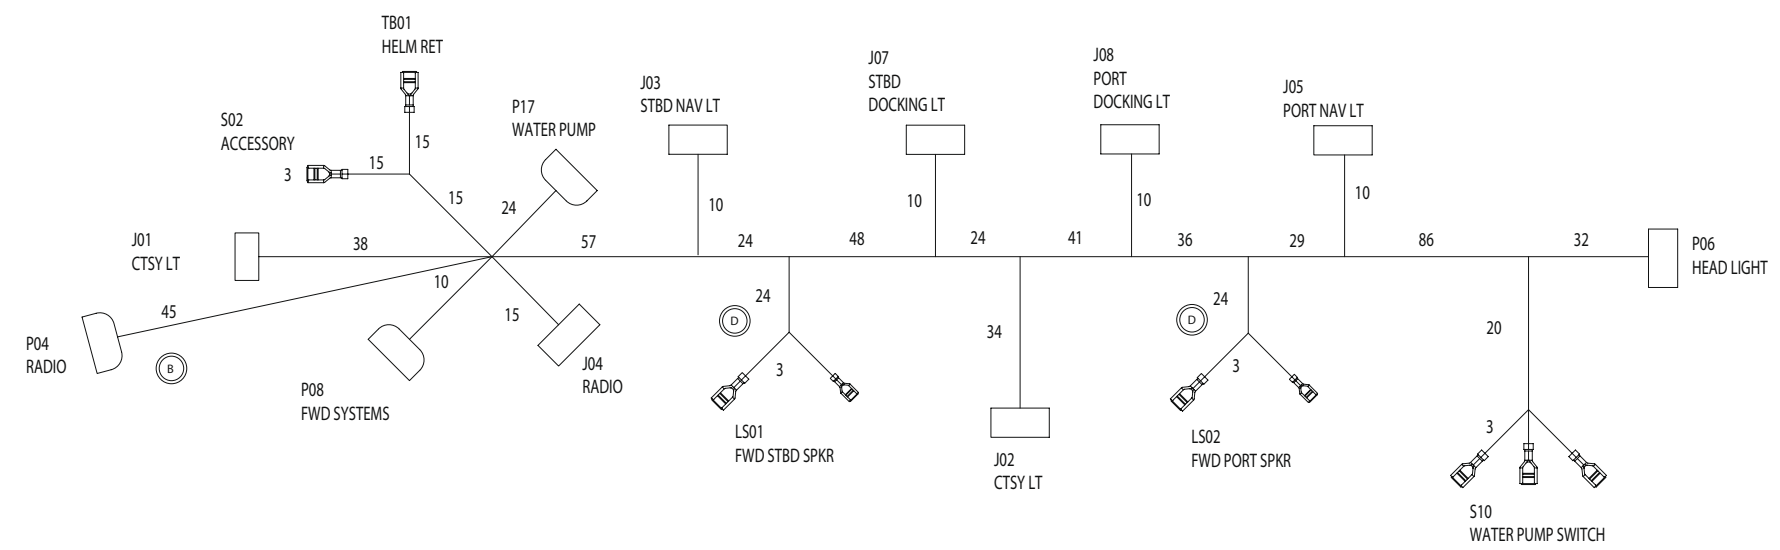 TB01
HELM RET
S02
ACCESSORY
3
15
15
15
P17
WATER PUMP
24
J03
STBD NAV LT
10
J07
STBD
DOCKING LT
10
J08
PORT
DOCKING LT
10
J05
PORT NAV LT
10
J01
CTSY LT
38
57
24
48
24
41
36
29
86
32
P06
HEAD LIGHT
45
P04
RADIO
B
10
P08
FWD SYSTEMS
15
J04
RADIO
24
D
3
LS01
FWD STBD SPKR
34
J02
CTSY LT
24
D
3
LS02
FWD PORT SPKR
20
3
S10
WATER PUMP SWITCH